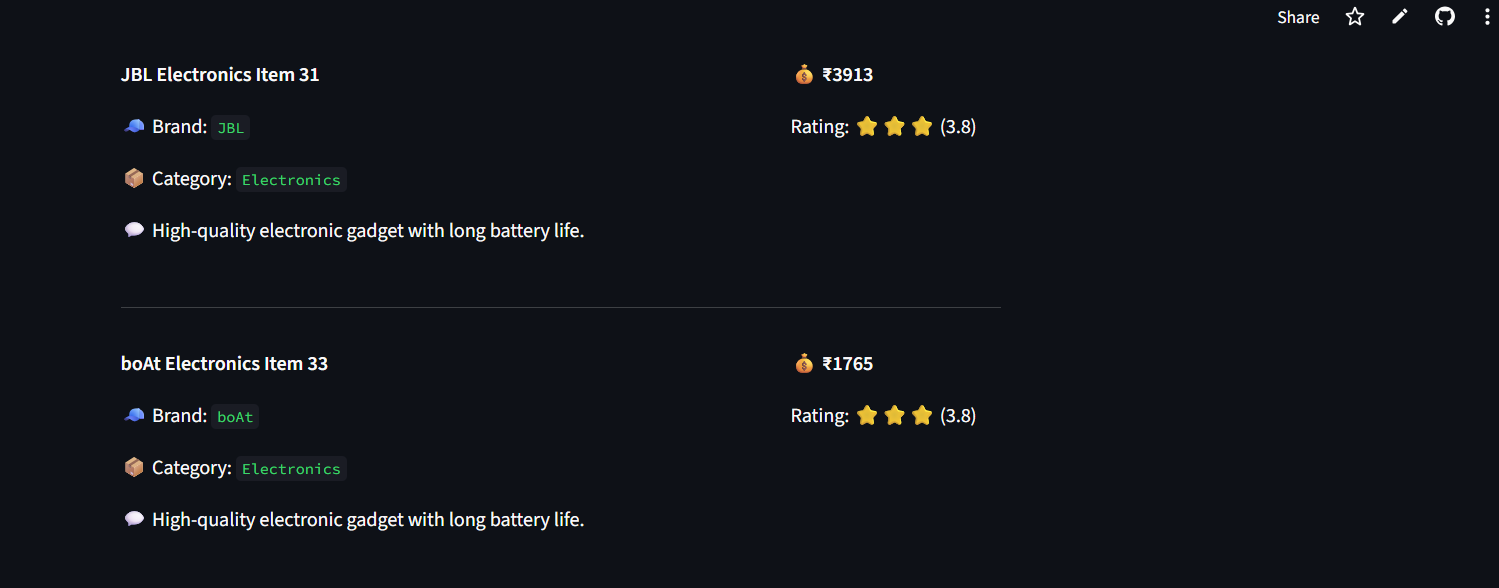 Share
JBL Electronics Item 31
💰 ₹3913
🧢 Brand: JBL
Rating: ⭐⭐⭐ (3.8)
📦 Category: Electronics
💬 High-quality electronic gadget with long battery life.
boAt Electronics Item 33
💰 ₹1765
🧢 Brand: boAt
Rating: ⭐⭐⭐ (3.8)
📦 Category: Electronics
💬 High-quality electronic gadget with long battery life.